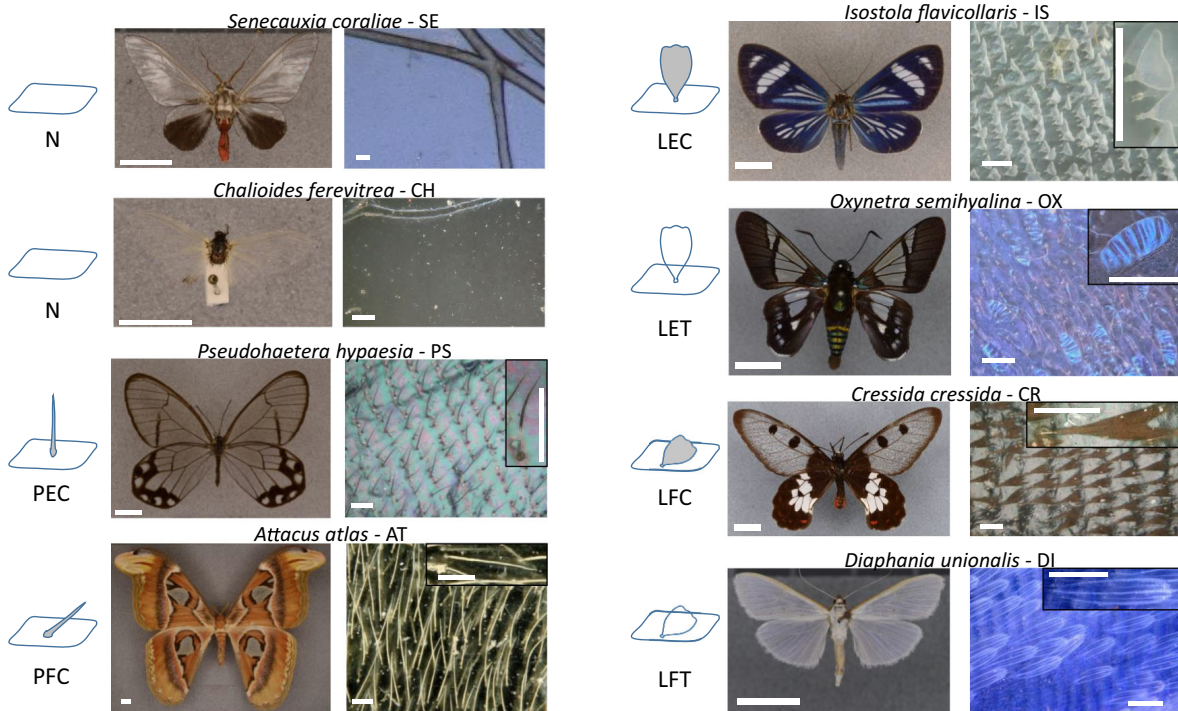 Senecauxia coraliae - SE
N
Chalioides ferevitrea - CH
N
Pseudohaetera hypaesia - PS
PEC
Attacus atlas - AT
PFC
Isostola flavicollaris - IS
LEC
Oxynetra semihyalina - OX
LET
Cressida cressida - CR
LFC
Diaphania unionalis - DI
LFT